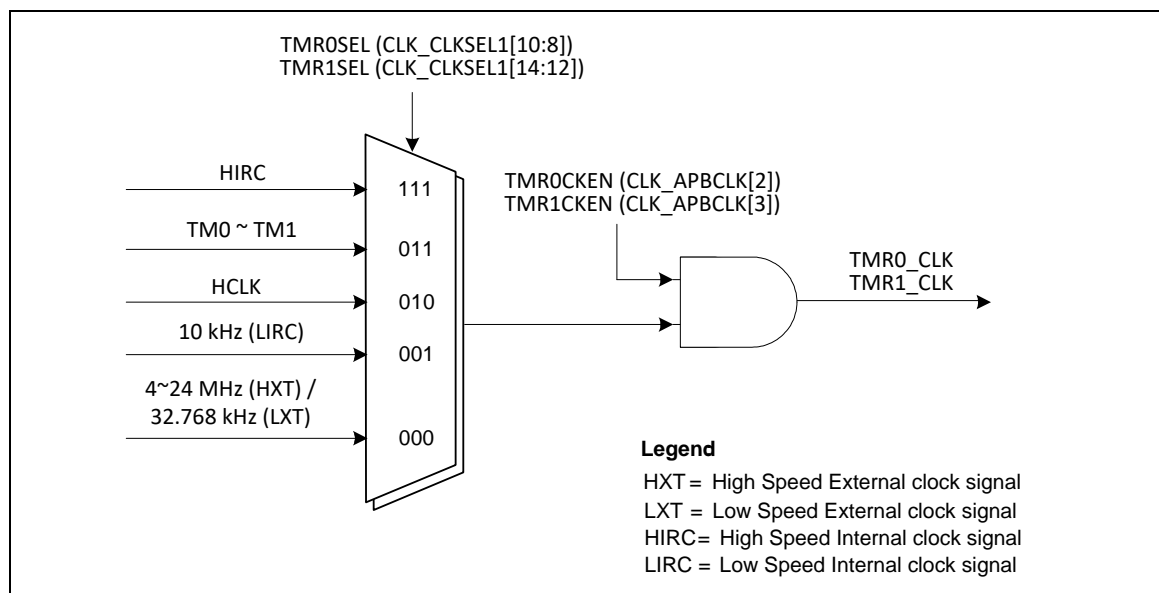 TMR0SEL (CLK_CLKSEL1[10:8])
TMR1SEL (CLK_CLKSEL1[14:12])
HIRC
111
TMR0CKEN (CLK_APBCLK[2])
TMR1CKEN (CLK_APBCLK[3])
TM0 ~ TM1
011
TMR0_CLK
TMR1_CLK
HCLK
010
10 kHz (LIRC)
001
4~24 MHz (HXT) /
32.768 kHz (LXT)
000
Legend
HXT = High Speed External clock signal
LXT = Low Speed External clock signal
HIRC= High Speed Internal clock signal
LIRC = Low Speed Internal clock signal